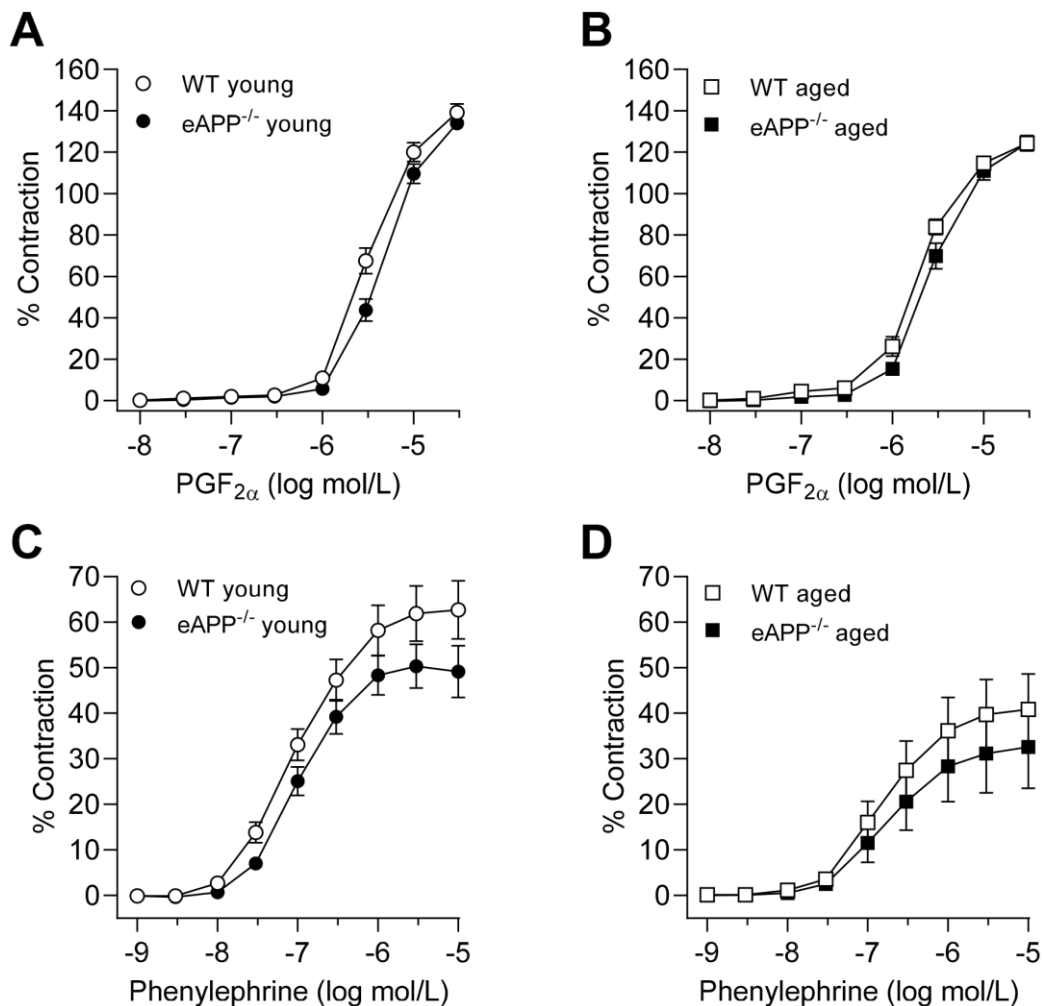 A
160
140
120
100
80
60
40
20
0
% Contraction
WT young
eAPP⁻/⁻ young
-8
-7
-6
-5
PGF₂α (log mol/L)
B
160
140
120
100
80
60
40
20
0
% Contraction
WT aged
eAPP⁻/⁻ aged
-8
-7
-6
-5
PGF₂α (log mol/L)
C
70
60
50
40
30
20
10
0
% Contraction
WT young
eAPP⁻/⁻ young
-9
-8
-7
-6
-5
Phenylephrine (log mol/L)
D
70
60
50
40
30
20
10
0
% Contraction
WT aged
eAPP⁻/⁻ aged
-9
-8
-7
-6
-5
Phenylephrine (log mol/L)